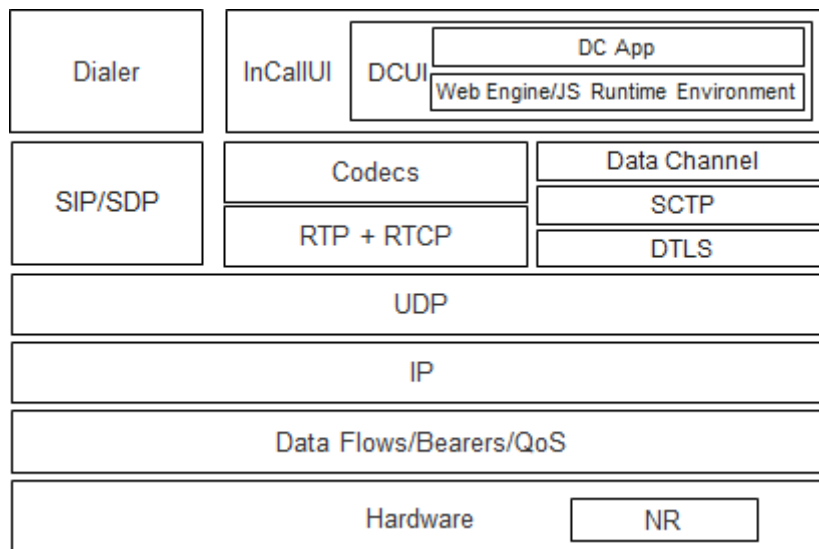 Dialer
InCallUI
DCUI
DC App
Web Engine/JS Runtime Environment
SIP/SDP
Codecs
RTP + RTCP
Data Channel
SCTP
DTLS
UDP
IP
Data Flows/Bearers/QoS
Hardware
NR